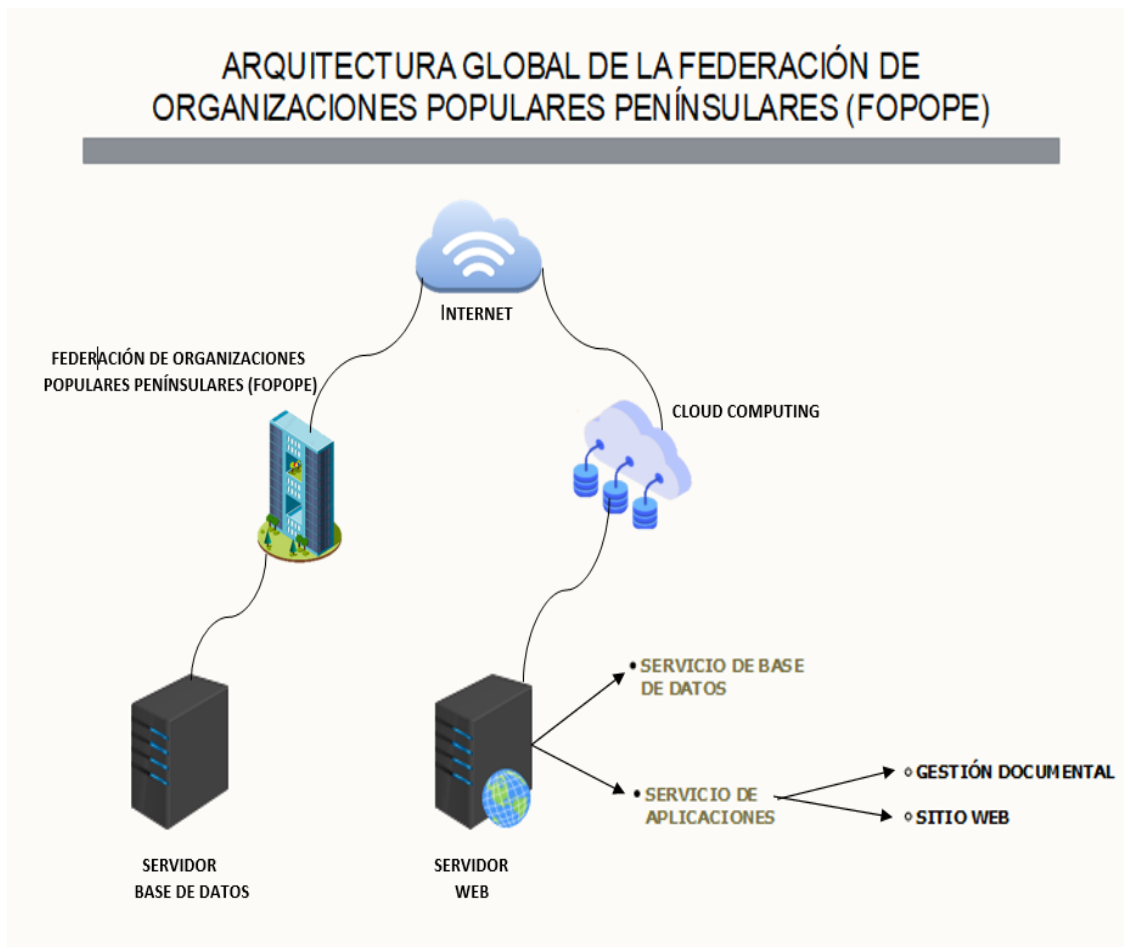 ARQUITECTURA GLOBAL DE LA FEDERACIÓN DE
ORGANIZACIONES POPULARES PENÍNSULARES (FOPOPE)
INTERNET
FEDERACIÓN DE ORGANIZACIONES
POPULARES PENÍNSULARES (FOPOPE)
CLOUD COMPUTING
• SERVICIO DE BASE
DE DATOS
• SERVICIO DE
APLICACIONES
○ GESTIÓN DOCUMENTAL
○ SITIO WEB
SERVIDOR
BASE DE DATOS
SERVIDOR
WEB